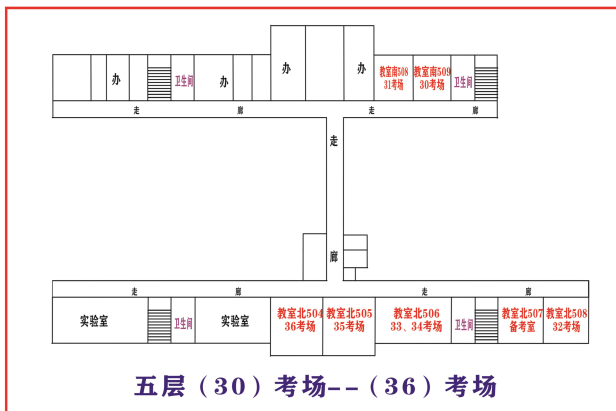 办
卫生间
办
办
办
教室南508
31考场
教室南509
30考场
卫生间
走
廊
走
廊
走
廊
走
廊
走
廊
实验室
卫生间
实验室
教室北504
36考场
教室北505
35考场
教室北506
33、34考场
卫生间
教室北507
备考室
教室北508
32考场
五层（30）考场--（36）考场